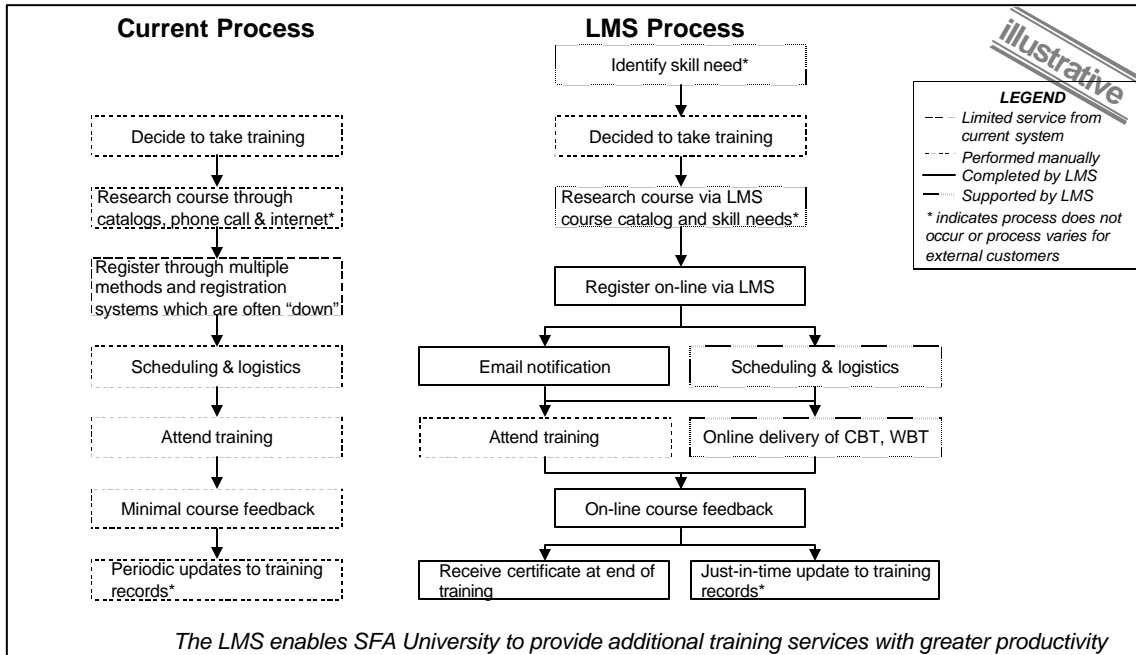 Current Process
Decide to take training
Research course through
catalogs, phone call & internet*
Register through multiple
methods and registration
systems which are often “down”
Scheduling & logistics
Attend training
Minimal course feedback
Periodic updates to training
records*
LMS Process
Identify skill need*
Decided to take training
Research course via LMS
course catalog and skill needs*
Register on-line via LMS
Email notification
Scheduling & logistics
Attend training
Online delivery of CBT, WBT
On-line course feedback
Receive certificate at end of
training
Just-in-time update to training
records*
illustrative
LEGEND
Limited service from
current system
Performed manually
Completed by LMS
Supported by LMS
* indicates process does not
occur or process varies for
external customers
The LMS enables SFA University to provide additional training services with greater productivity